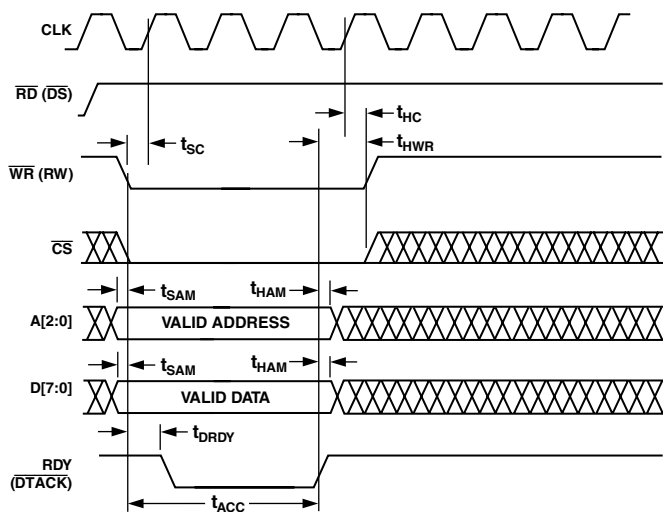 CLK
RD (DS)
tHC
tSC
tHWR
WR (RW)
CS
tSAM
tHAM
A[2:0]
VALID ADDRESS
tSAM
tHAM
D[7:0]
VALID DATA
tDRDY
RDY
(DTACK)
tACC